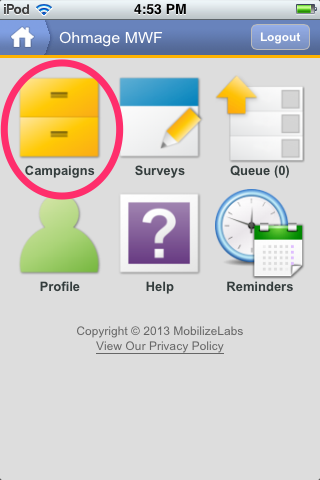 iPod 4:53 PM
Ohmage MWF Logout
Campaigns Surveys Queue (0)
?
Profile Help Reminders
Copyright © 2013 MobilizeLabs
View Our Privacy Policy